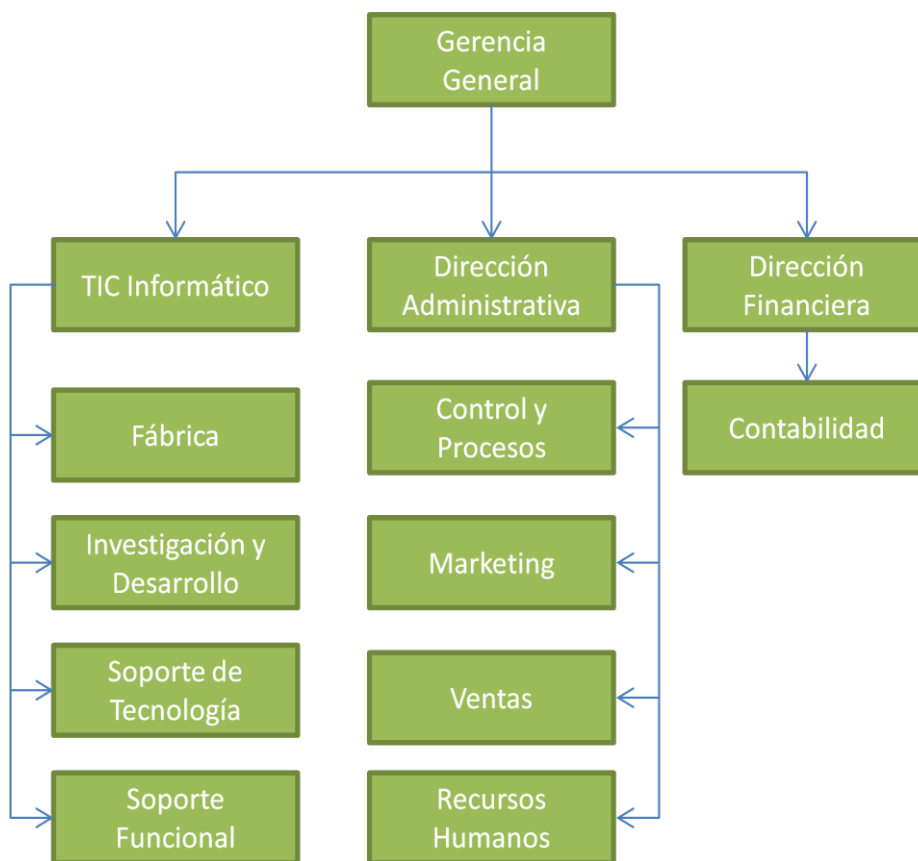 Gerencia
General
TIC Informático
Dirección
Administrativa
Dirección
Financiera
Fábrica
Control y
Procesos
Contabilidad
Investigación y
Desarrollo
Marketing
Soporte de
Tecnología
Ventas
Soporte
Funcional
Recursos
Humanos